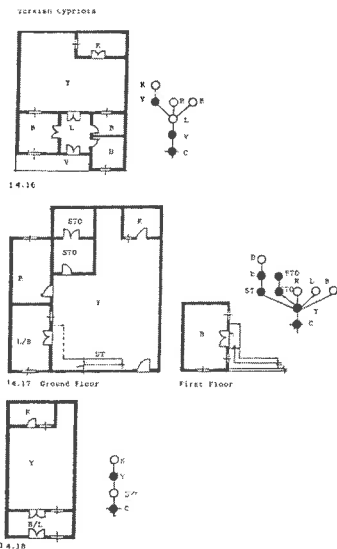 Turkish Cypriots
K
Y
B L B
B
V
14.16
K
Y B B
L
V
C
STO K
STO
B Y
L/B
ST
14.17 Ground Floor
B
First Floor
B
B STO
ST STO K L B
Y
C
K
Y
B/L
14.18
K
Y
C